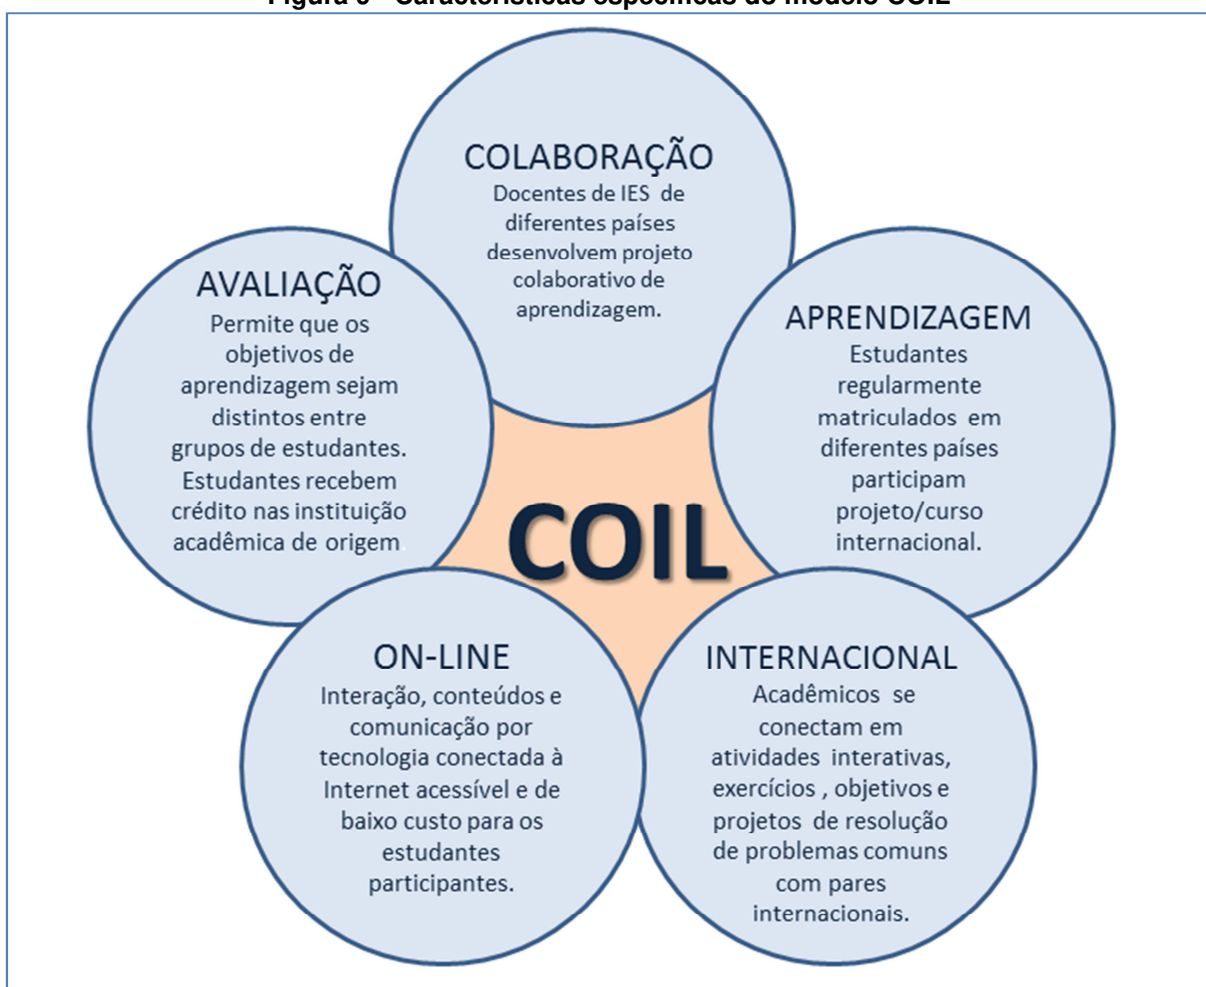 COLABORAÇÃO
Docentes de IES de
diferentes países
desenvolvem projeto
colaborativo de
aprendizagem.
AVALIAÇÃO
Permite que os
objetivos de
aprendizagem sejam
distintos entre
grupos de estudantes.
Estudantes recebem
crédito nas instituição
acadêmica de origem
APRENDIZAGEM
Estudantes
regularmente
matriculados em
diferentes países
participam
projeto/curso
internacional.
COIL
ON-LINE
Interação, conteúdos e
comunicação por
tecnologia conectada à
Internet acessível e de
baixo custo para os
estudantes
participantes.
INTERNACIONAL
Acadêmicos se
conectam em
atividades interativas,
exercícios , objetivos e
projetos de resolução
de problemas comuns
com pares
internacionais.